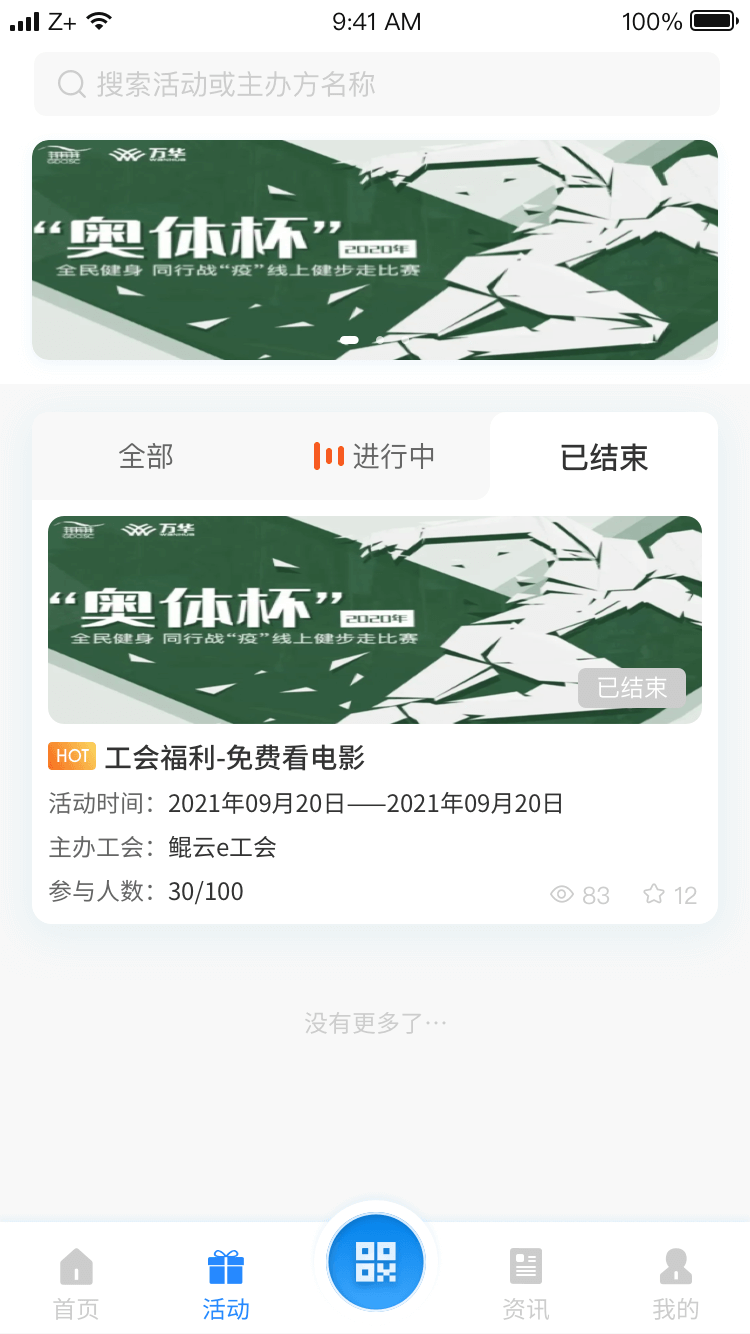 Z+ 9:41 AM 100%
搜索活动或主办方名称
GDOSC 万华
WANHUA
“奥体杯” 2020年
全民健身 同行战“疫”线上健步走比赛
全部 进行中 已结束
万华
“奥体杯” 2020年
全民健身 同行战“疫”线上健步走比赛
已结束
HOT 工会福利-免费看电影
活动时间：2021年09月20日——2021年09月20日
主办工会：鲲云e工会
参与人数：30/100 83 12
没有更多了…
首页 活动 资讯 我的